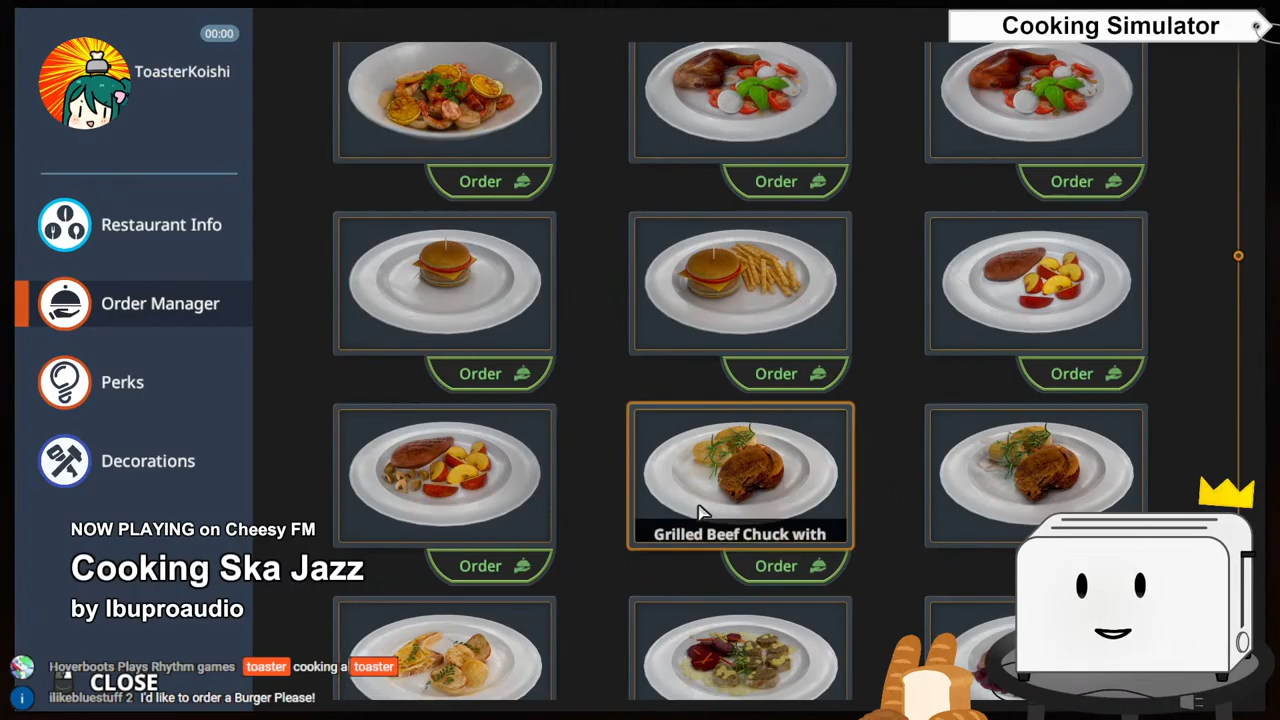 Cooking Simulator
00:00
ToasterKoishi
Restaurant Info
Order Manager
Perks
Decorations
Order
Order
Order
Order
Order
Order
Grilled Beef Chuck with
Order
Order
NOW PLAYING on Cheesy FM
Cooking Ska Jazz
by Ibuproaudio
Hoverboots Plays Rhythm games toaster cooking a toaster
CLOSE
ilikebluestuff 2 I'd like to order a Burger Please!